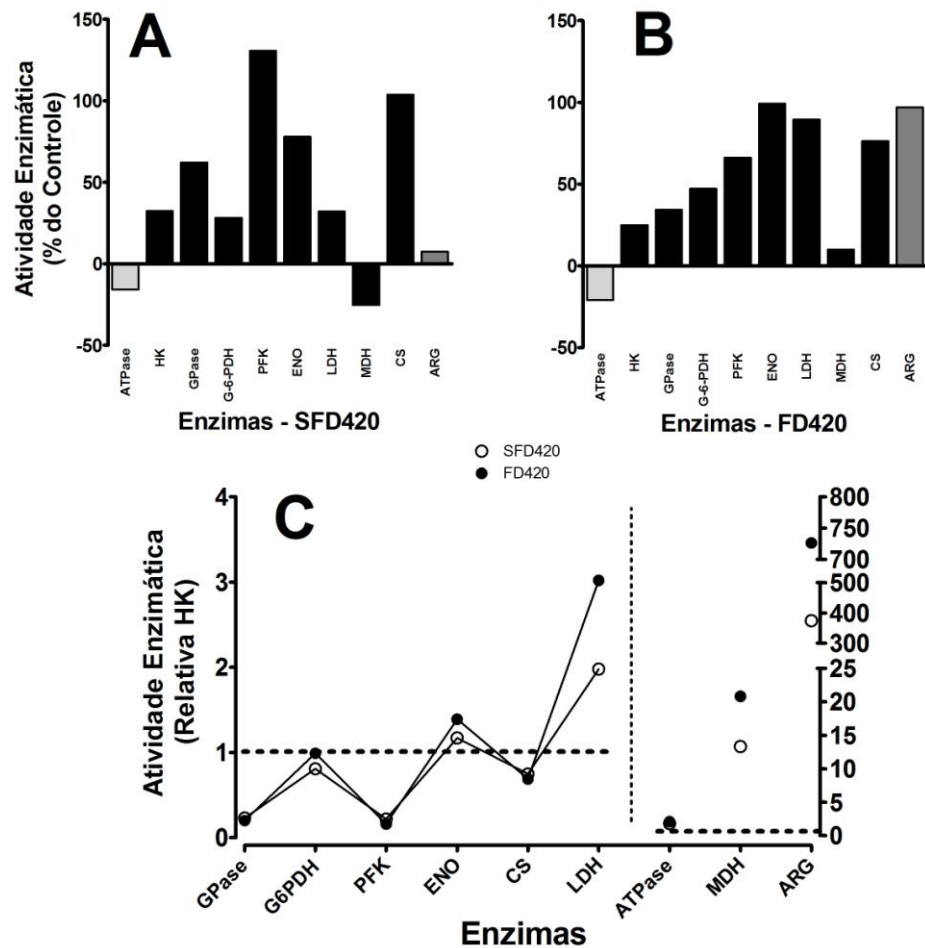 A
150
100
50
0
-50
Atividade Enzimática
(% do Controle)
ATPase
HK
GPase
G-6-PDH
PFK
ENO
LDH
MDH
CS
ARG
Enzimas - SFD420
B
150
100
50
0
-50
ATPase
HK
GPase
G-6-PDH
PFK
ENO
LDH
MDH
CS
ARG
Enzimas - FD420
SFD420
FD420
C
4
3
2
1
0
Atividade Enzimática
(Relativa HK)
800
750
700
500
400
300
25
20
15
10
5
0
GPase
G6PDH
PFK
ENO
CS
LDH
ATPase
MDH
ARG
Enzimas